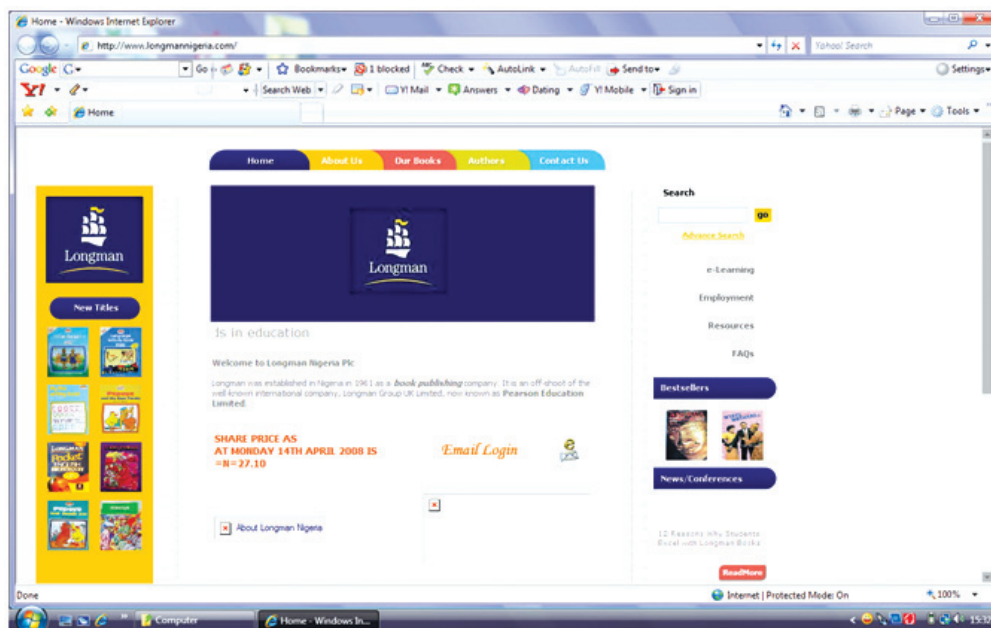 Home - Windows Internet Explorer
http://www.longmannigeria.com/
Yahoo! Search
Google
Go
Bookmarks
1 blocked
Check
AutoLink
AutoFill
Send to
Settings
Y!
Search Web
Y! Mail
Answers
Dating
Y! Mobile
Sign in
Home
Page
Tools
Home
About Us
Our Books
Authors
Contact Us
Longman
New Titles
Longman
Is in education
Welcome to Longman Nigeria Plc
Longman was established in Nigeria in 1961 as a book publishing company. It is an off-shoot of the
well known international company, Longman Group UK Limited, now known as Pearson Education
Limited.
SHARE PRICE AS
AT MONDAY 14TH APRIL 2008 IS
=N=27.10
Email Login
About Longman Nigeria
Search
go
Advance Search
e-Learning
Employment
Resources
FAQs
Bestsellers
News/Conferences
12 Reasons Why Students
Excel with Longman Books
ReadMore
Done
Internet | Protected Mode: On
100%
Computer
Home - Windows In...
15:32